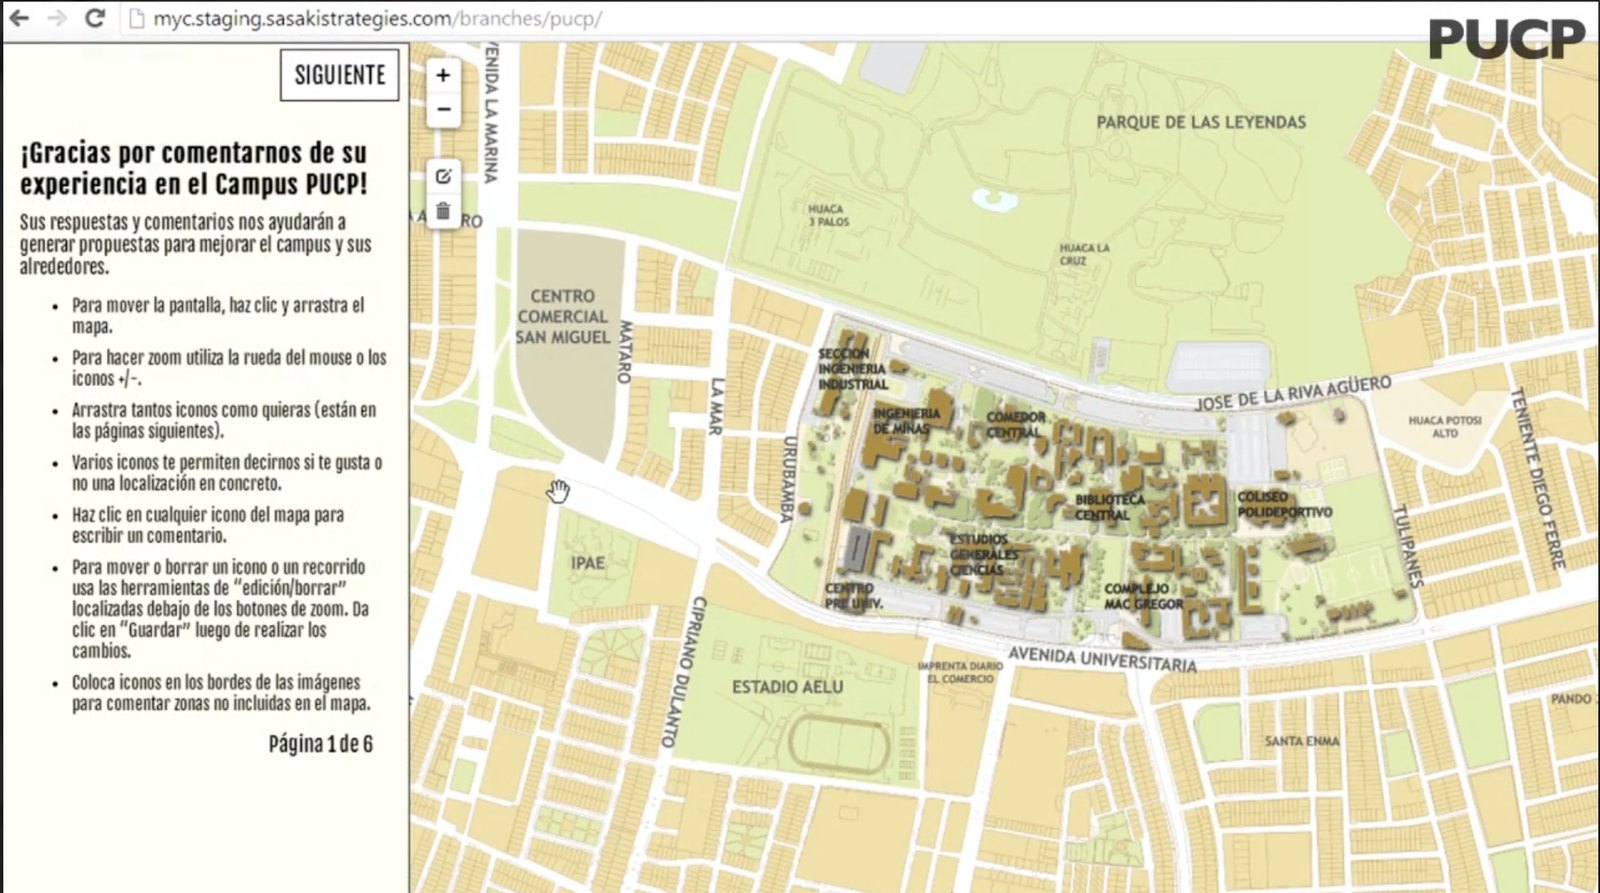 myc.staging.sasakistrategies.com/branches/pucp/
PUCP
SIGUIENTE
¡Gracias por comentarnos de su
experiencia en el Campus PUCP!
Sus respuestas y comentarios nos ayudarán a
generar propuestas para mejorar el campus y sus
alrededores.
• Para mover la pantalla, haz clic y arrastra el
mapa.
• Para hacer zoom utiliza la rueda del mouse o los
iconos +/-.
• Arrastra tantos iconos como quieras (están en
las páginas siguientes).
• Varios iconos te permiten decirnos si te gusta o
no una localización en concreto.
• Haz clic en cualquier icono del mapa para
escribir un comentario.
• Para mover o borrar un icono o un recorrido
usa las herramientas de "edición/borrar"
localizadas debajo de los botones de zoom. Da
clic en "Guardar" luego de realizar los
cambios.
• Coloca iconos en los bordes de las imágenes
para comentar zonas no incluidas en el mapa.
Página 1 de 6
+
−
VENIDA LA MARINA
RO
PARQUE DE LAS LEYENDAS
HUACA
3 PALOS
HUACA LA
CRUZ
CENTRO
COMERCIAL
SAN MIGUEL
MATARO
LA MAR
URUBAMBA
SECCION
INGENIERIA
INDUSTRIAL
INGENIERIA
DE MINAS
COMEDOR
CENTRAL
JOSE DE LA RIVA AGÜERO
HUACA POTOSI
ALTO
TENIENTE DIEGO FERRE
BIBLIOTECA
CENTRAL
COLISEO
POLIDEPORTIVO
TULIPANES
ESTUDIOS
GENERALES
CIENCIAS
CENTRO
PRE UNIV.
COMPLEJO
MAC GREGOR
IPAE
CIPRIANO DULANTO
AVENIDA UNIVERSITARIA
IMPRENTA DIARIO
EL COMERCIO
ESTADIO AELU
SANTA ENMA
PANDO